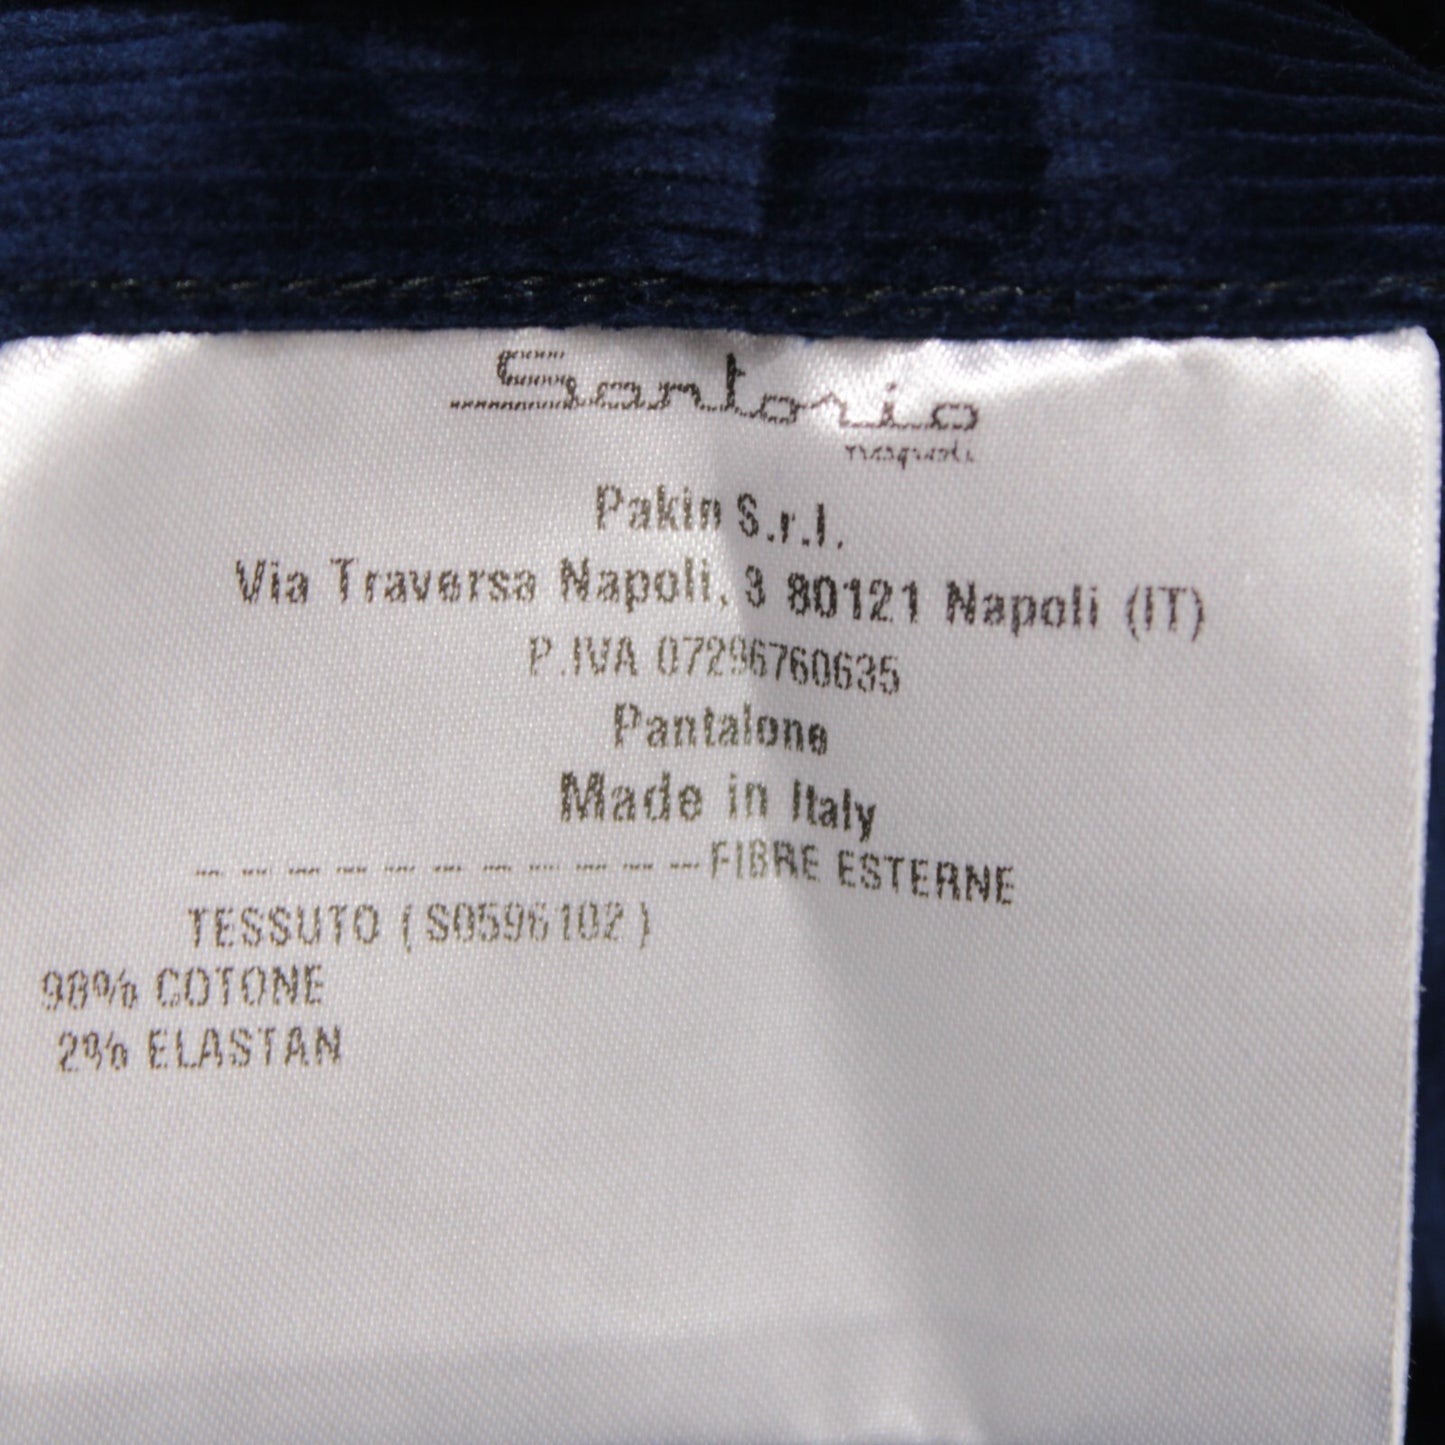 Sartorio
napoli
Pakin S.r.l.
Via Traversa Napoli, 3 80121 Napoli (IT)
P.IVA 07296760635
Pantalone
Made in Italy
-- -- -- -- -- -- -- -- -- -- --FIBRE ESTERNE
TESSUTO (S0596102)
98% COTONE
2% ELASTAN